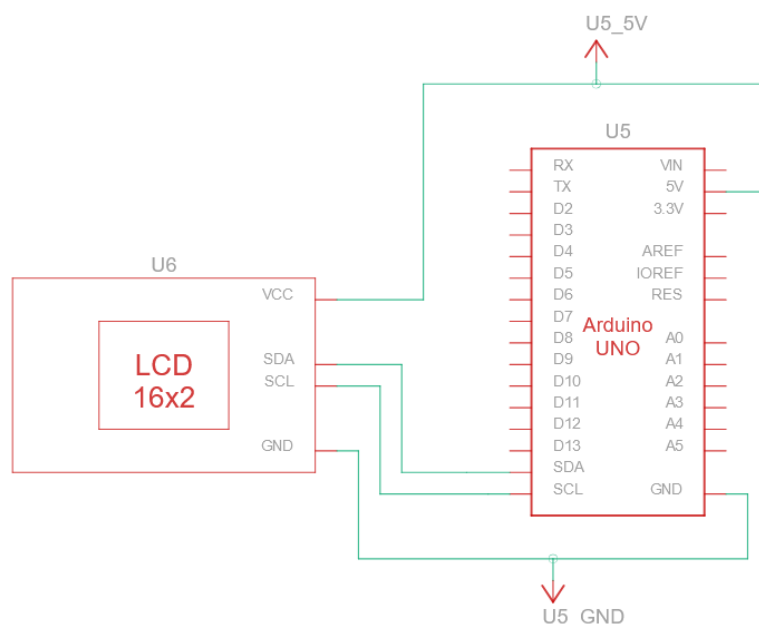 U5_5V
U5
RX
VIN
TX
5V
D2
3.3V
D3
D4
AREF
D5
IOREF
D6
RES
D7
Arduino
UNO
D8
A0
D9
A1
D10
A2
D11
A3
D12
A4
D13
A5
SDA
SCL
GND
U6
VCC
LCD
16x2
SDA
SCL
GND
U5_GND